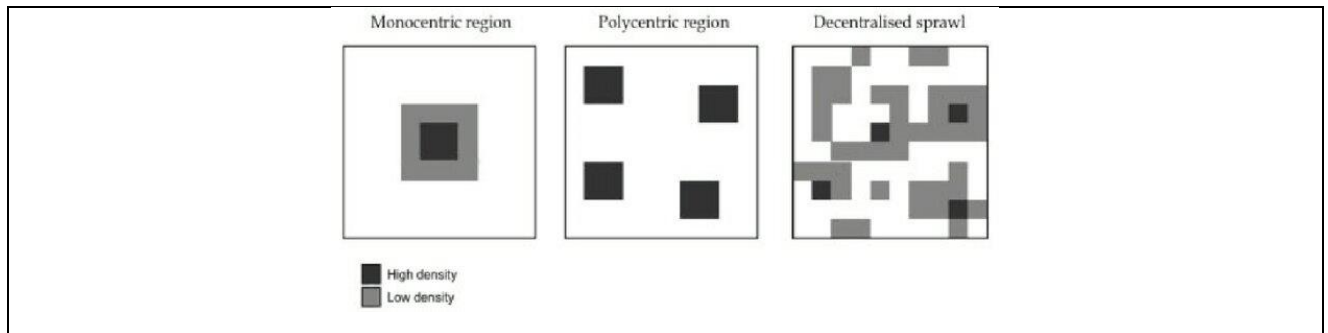 Monocentric region
Polycentric region
Decentralised sprawl
High density
Low density